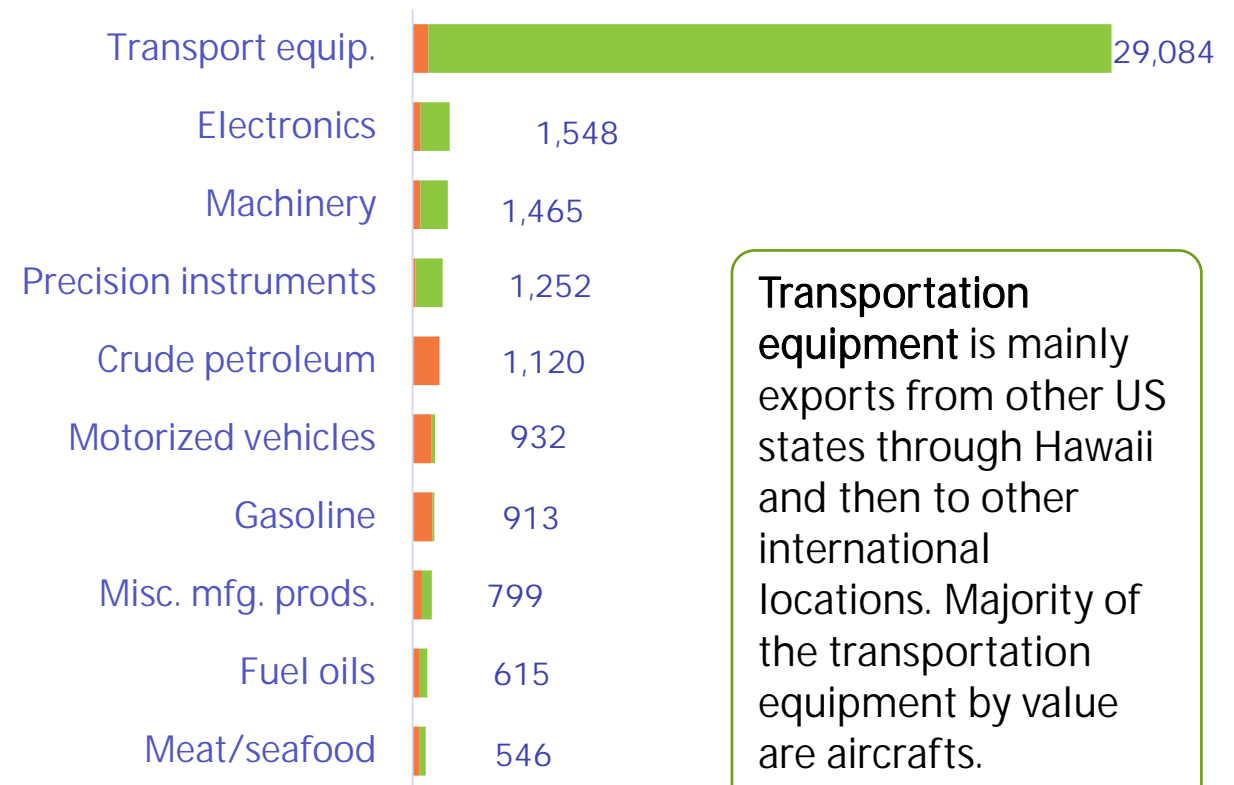 Transport equip. 29,084
Electronics 1,548
Machinery 1,465
Precision instruments 1,252
Crude petroleum 1,120
Motorized vehicles 932
Gasoline 913
Misc. mfg. prods. 799
Fuel oils 615
Meat/seafood 546
Transportation
equipment is mainly
exports from other US
states through Hawaii
and then to other
international
locations. Majority of
the transportation
equipment by value
are aircrafts.